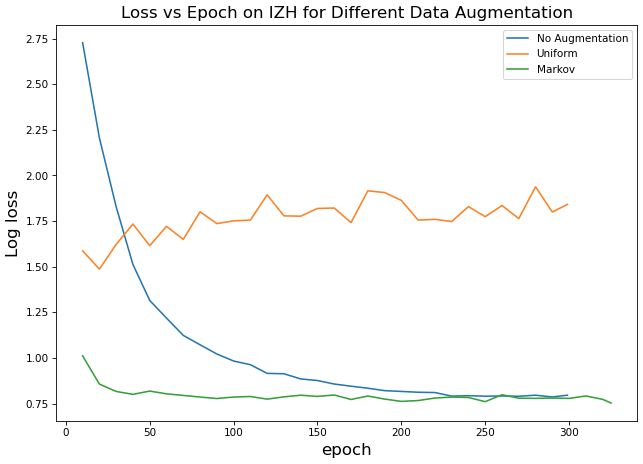 Loss vs Epoch on IZH for Different Data Augmentation
No Augmentation
Uniform
Markov
Log loss
2.75
2.50
2.25
2.00
1.75
1.50
1.25
1.00
0.75
0 50 100 150 200 250 300
epoch